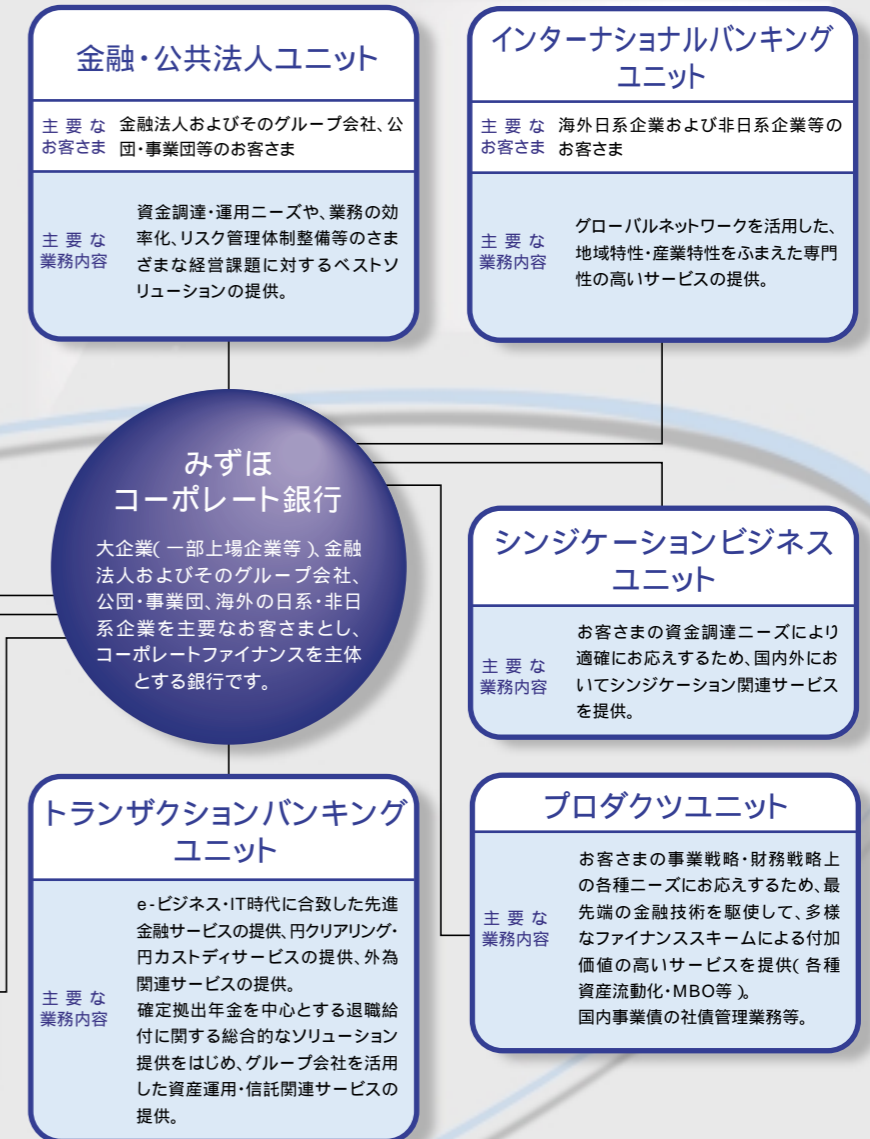 金融・公共法人ユニット
主要な
お客さま
金融法人およびそのグループ会社、公
団・事業団等のお客さま
主要な
業務内容
資金調達・運用ニーズや、業務の効
率化、リスク管理体制整備等のさま
ざまな経営課題に対するベストソ
リューションの提供。
インターナショナルバンキング
ユニット
主要な
お客さま
海外日系企業および非日系企業等の
お客さま
主要な
業務内容
グローバルネットワークを活用した、
地域特性・産業特性をふまえた専門
性の高いサービスの提供。
みずほ
コーポレート銀行
大企業(一部上場企業等)、金融
法人およびそのグループ会社、
公団・事業団、海外の日系・非日
系企業を主要なお客さまとし、
コーポレートファイナンスを主体
とする銀行です。
シンジケーションビジネス
ユニット
主要な
業務内容
お客さまの資金調達ニーズにより
適確にお応えするため、国内外にお
いてシンジケーション関連サービス
を提供。
トランザクションバンキング
ユニット
主要な
業務内容
e-ビジネス・IT時代に合致した先進
金融サービスの提供、円クリアリング・
円カストディサービスの提供、外為
関連サービスの提供。
確定拠出年金を中心とする退職給
付に関する総合的なソリューション
提供をはじめ、グループ会社を活用
した資産運用・信託関連サービスの
提供。
プロダクツユニット
主要な
業務内容
お客さまの事業戦略・財務戦略上
の各種ニーズにお応えするため、最
先端の金融技術を駆使して、多様
なファイナンススキームによる付加
価値の高いサービスを提供(各種
資産流動化・MBO等)。
国内事業債の社債管理業務等。